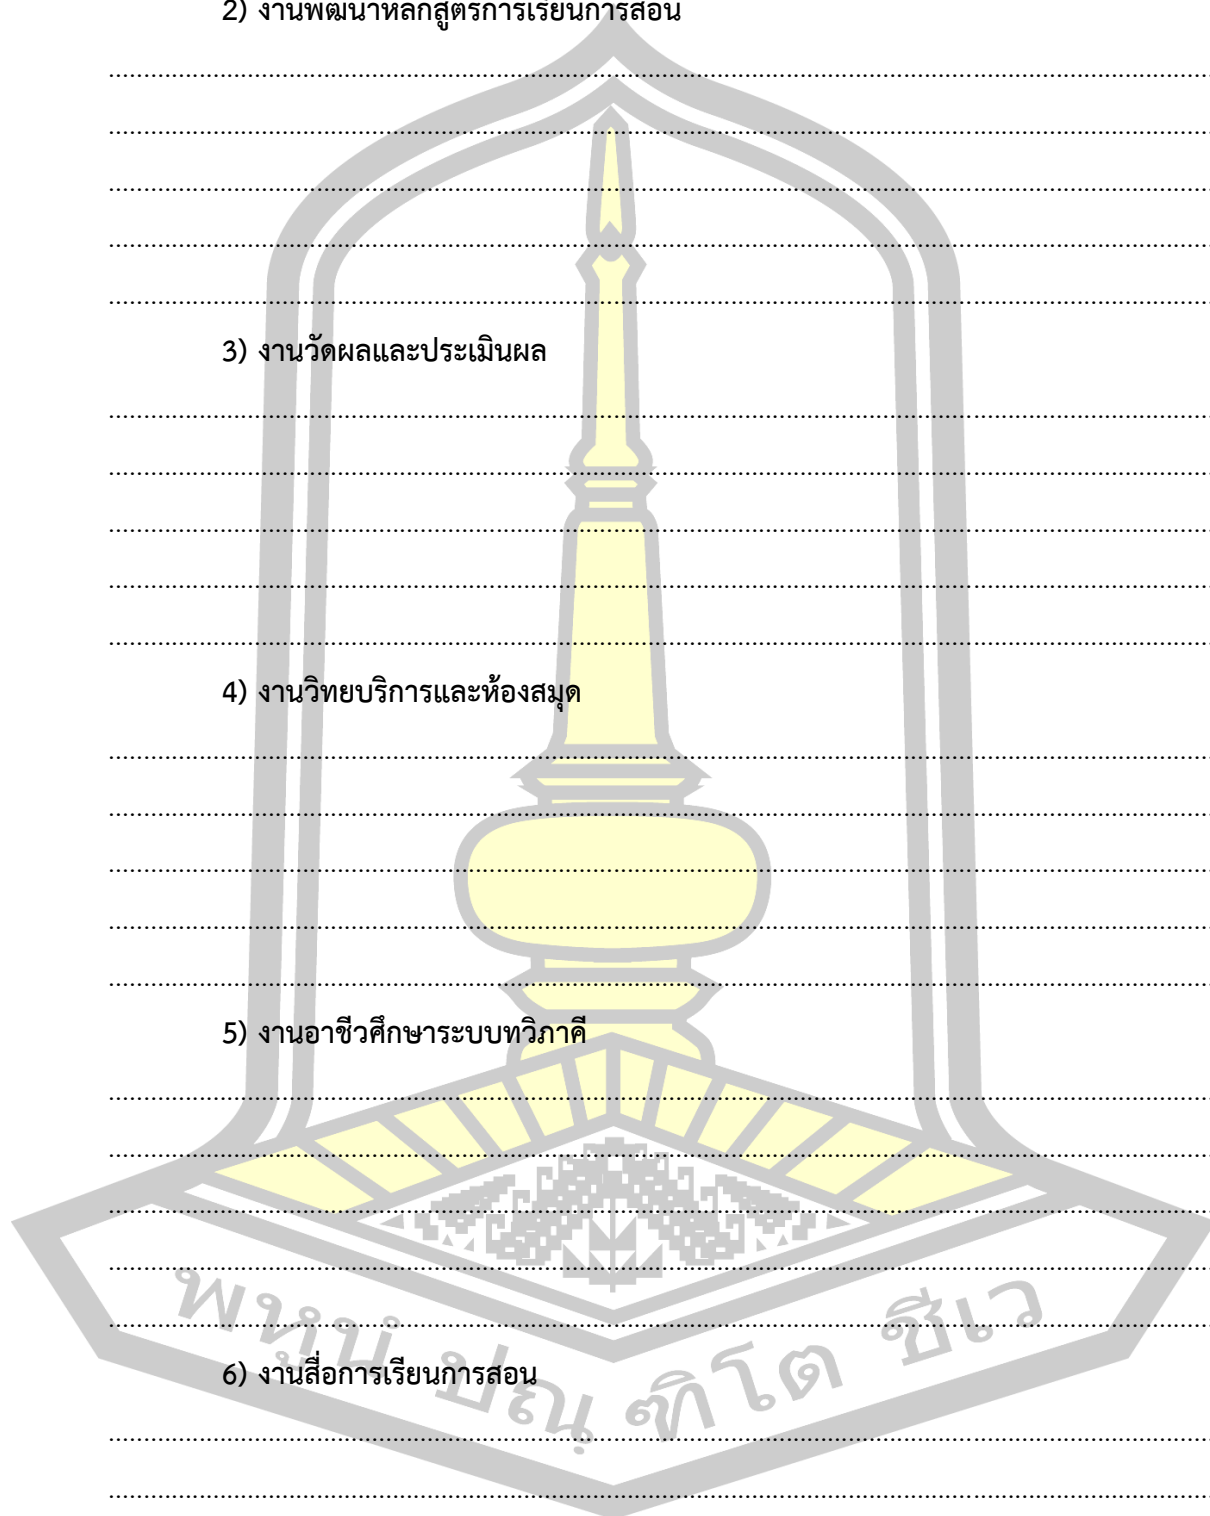 2) งานพัฒนาหลักสูตรการเรียนการสอน
3) งานวัดผลและประเมินผล
4) งานวิทยบริการและห้องสมุด
5) งานอาชีวศึกษาระบบทวิภาคี
6) งานสื่อการเรียนการสอน
พหูนํ ปณฺฑิโต ชีเว